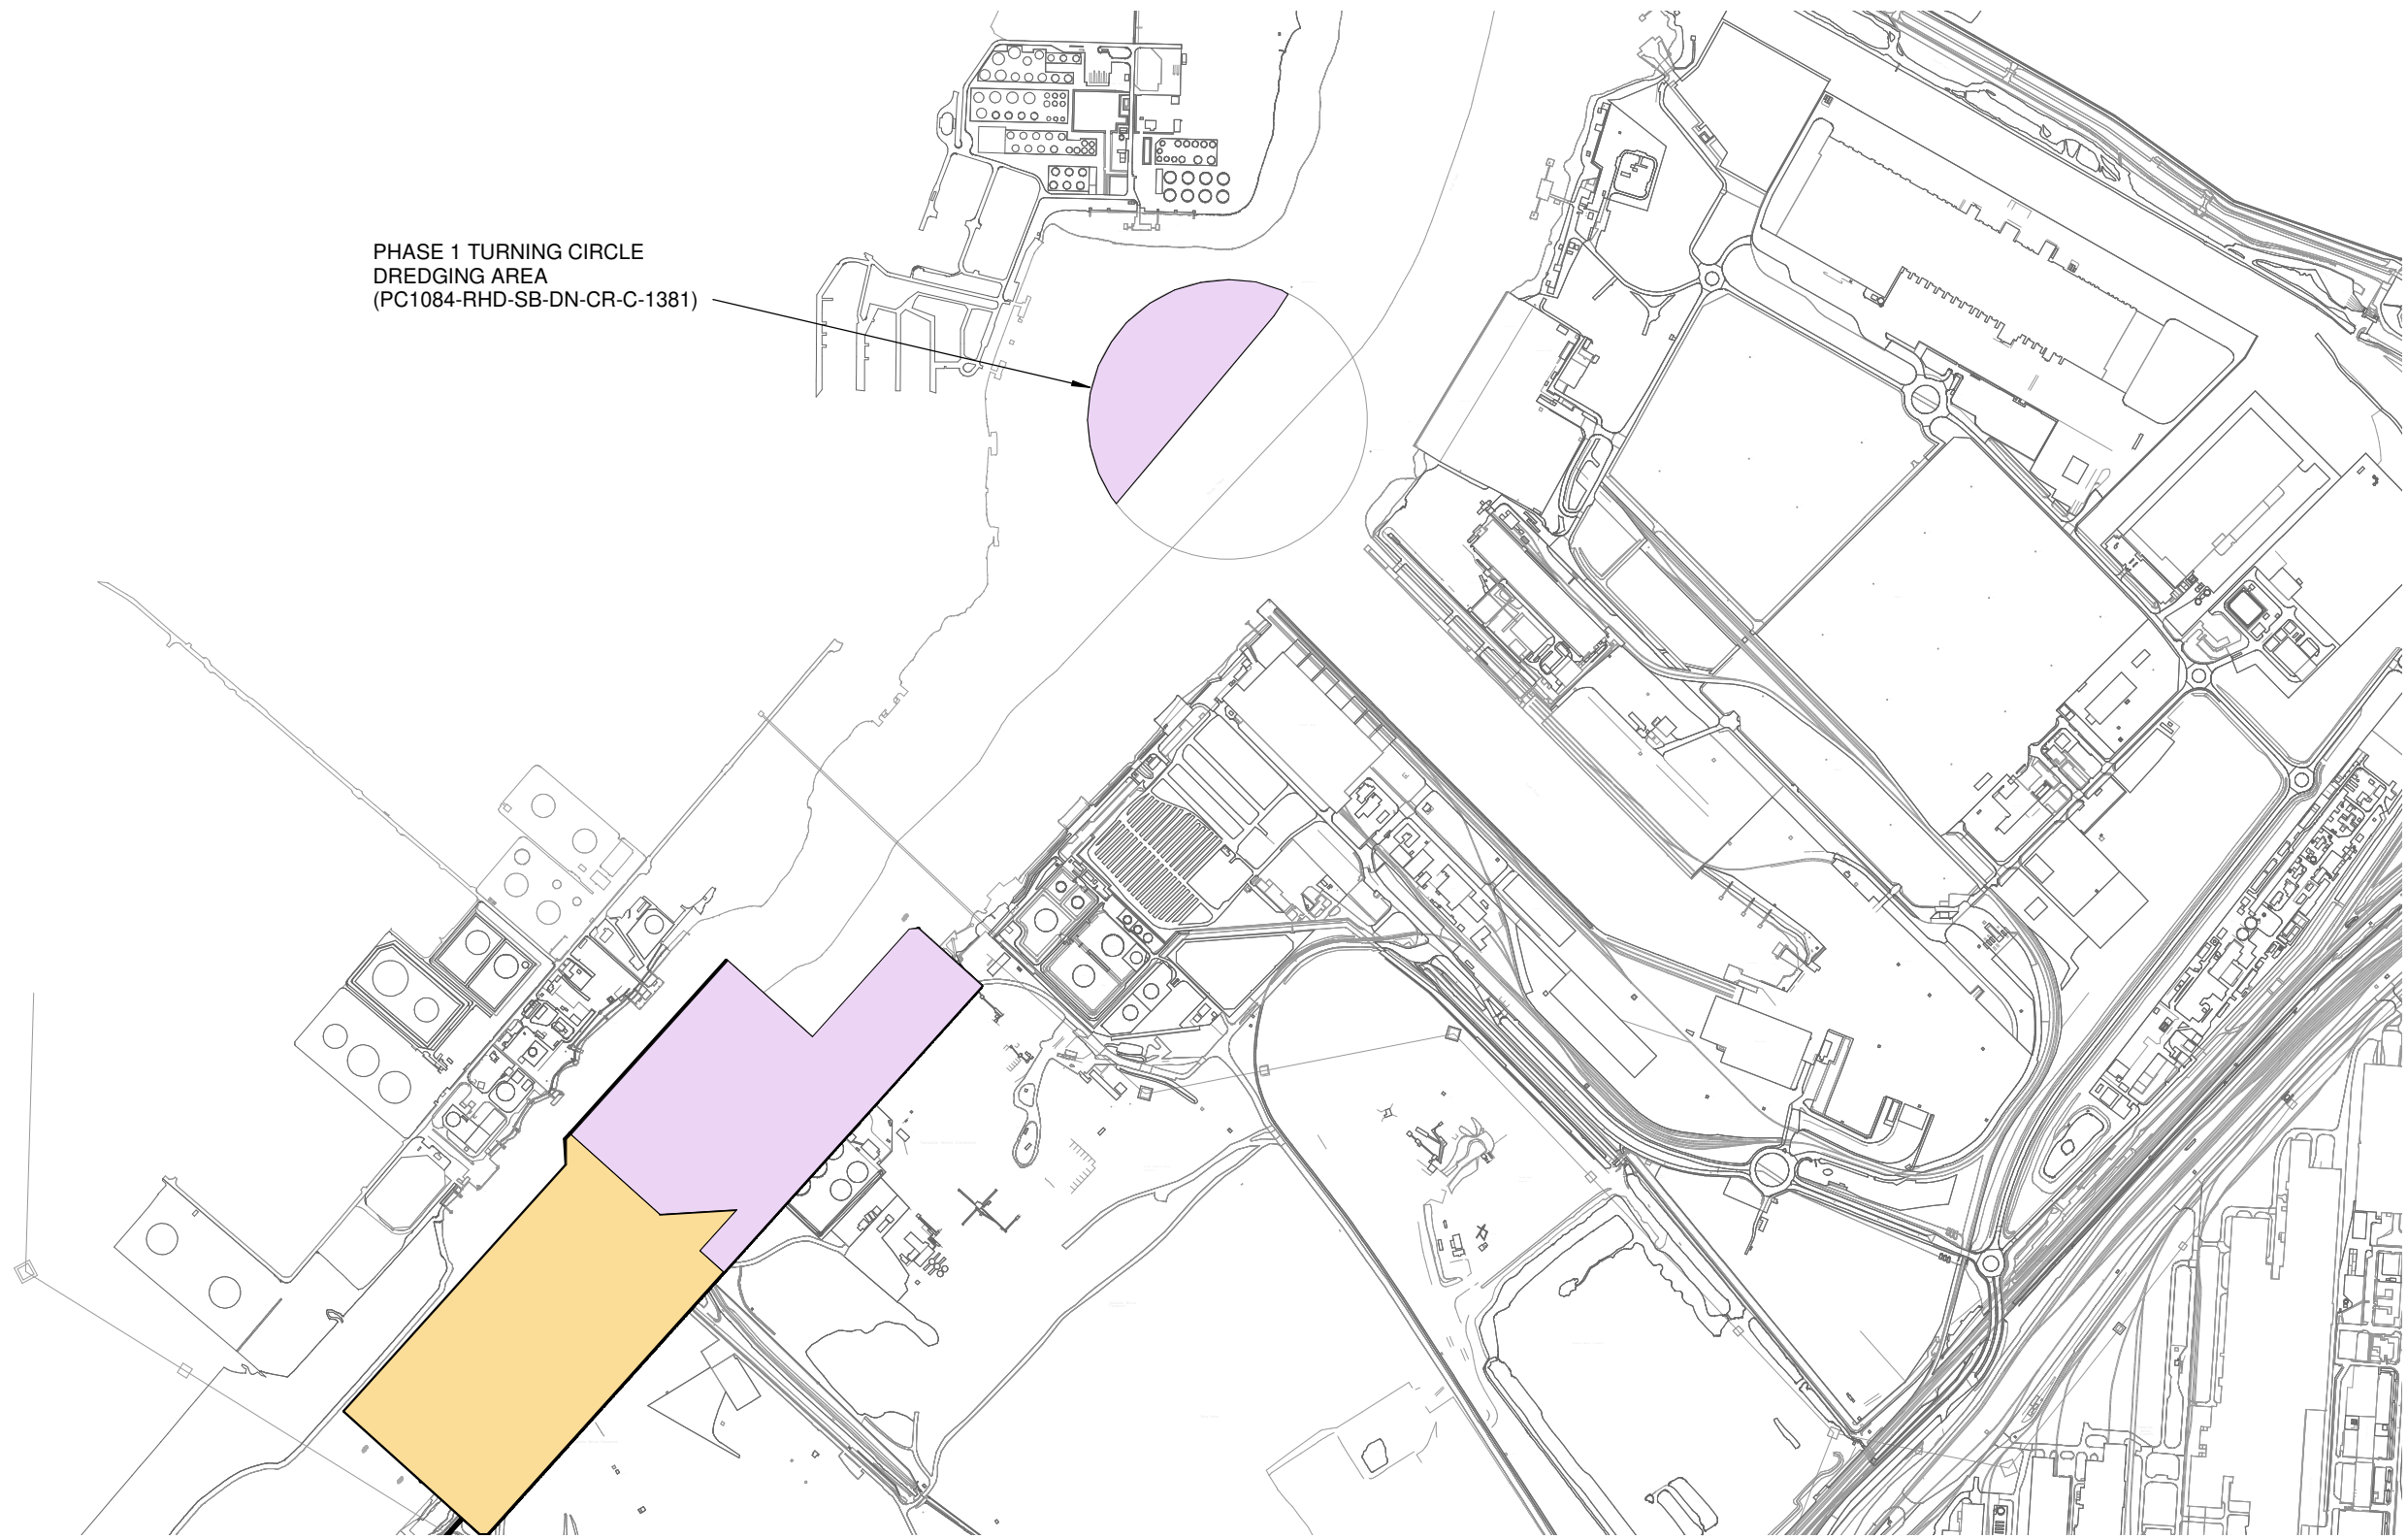 PHASE 1 TURNING CIRCLE
DREDGING AREA
(PC1084-RHD-SB-DN-CR-C-1381)